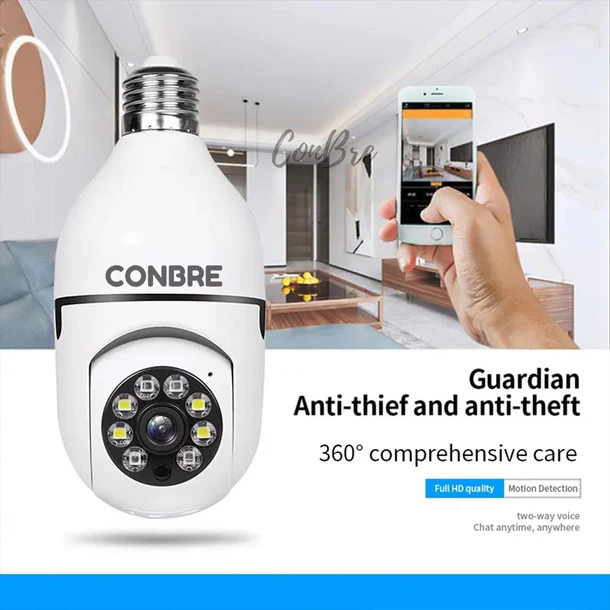 ConBre
CONBRE
Guardian
Anti-thief and anti-theft
360° comprehensive care
Full HD quality Motion Detection
two-way voice
Chat anytime, anywhere